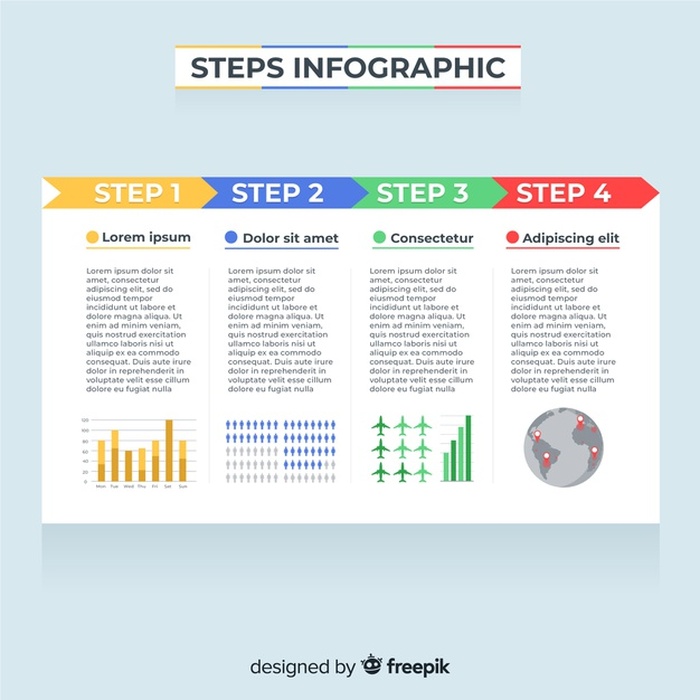 STEPS INFOGRAPHIC
STEP 1
STEP 2
STEP 3
STEP 4
Lorem ipsum
Dolor sit amet
Consectetur
Adipiscing elit
Lorem ipsum dolor sit
amet, consectetur
adipiscing elit, sed do
eiusmod tempor
incididunt ut labore et
dolore magna aliqua. Ut
enim ad minim veniam,
quis nostrud exercitation
ullamco laboris nisi ut
aliquip ex ea commodo
consequat. Duis aute irure
dolor in reprehenderit in
voluptate velit esse cillum
dolore eu fugiat nulla
Lorem ipsum dolor sit
amet, consectetur
adipiscing elit, sed do
eiusmod tempor
incididunt ut labore et
dolore magna aliqua. Ut
enim ad minim veniam,
quis nostrud exercitation
ullamco laboris nisi ut
aliquip ex ea commodo
consequat. Duis aute irure
dolor in reprehenderit in
voluptate velit esse cillum
dolore eu fugiat nulla
Lorem ipsum dolor sit
amet, consectetur
adipiscing elit, sed do
eiusmod tempor
incididunt ut labore et
dolore magna aliqua. Ut
enim ad minim veniam,
quis nostrud exercitation
ullamco laboris nisi ut
aliquip ex ea commodo
consequat. Duis aute irure
dolor in reprehenderit in
voluptate velit esse cillum
dolore eu fugiat nulla
Lorem ipsum dolor sit
amet, consectetur
adipiscing elit, sed do
eiusmod tempor
incididunt ut labore et
dolore magna aliqua. Ut
enim ad minim veniam,
quis nostrud exercitation
ullamco laboris nisi ut
aliquip ex ea commodo
consequat. Duis aute irure
dolor in reprehenderit in
voluptate velit esse cillum
dolore eu fugiat nulla
120
100
80
60
40
20
0
Mon Tue Wed Thu Fri Sat Sun
designed by freepik